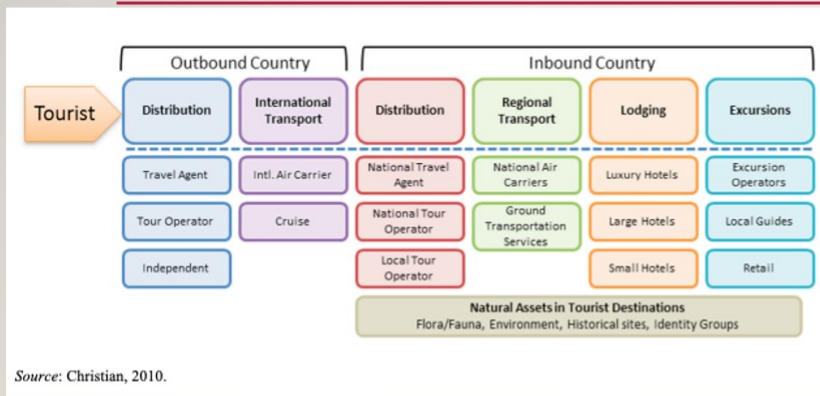 Outbound Country
Inbound Country
Tourist
Distribution
International
Transport
Distribution
Regional
Transport
Lodging
Excursions
Travel Agent
Intl. Air Carrier
National Travel
Agent
National Air
Carriers
Luxury Hotels
Excursion
Operators
Tour Operator
Cruise
National Tour
Operator
Ground
Transportation
Services
Large Hotels
Local Guides
Independent
Local Tour
Operator
Small Hotels
Retail
Natural Assets in Tourist Destinations
Flora/Fauna, Environment, Historical sites, Identity Groups
Source: Christian, 2010.